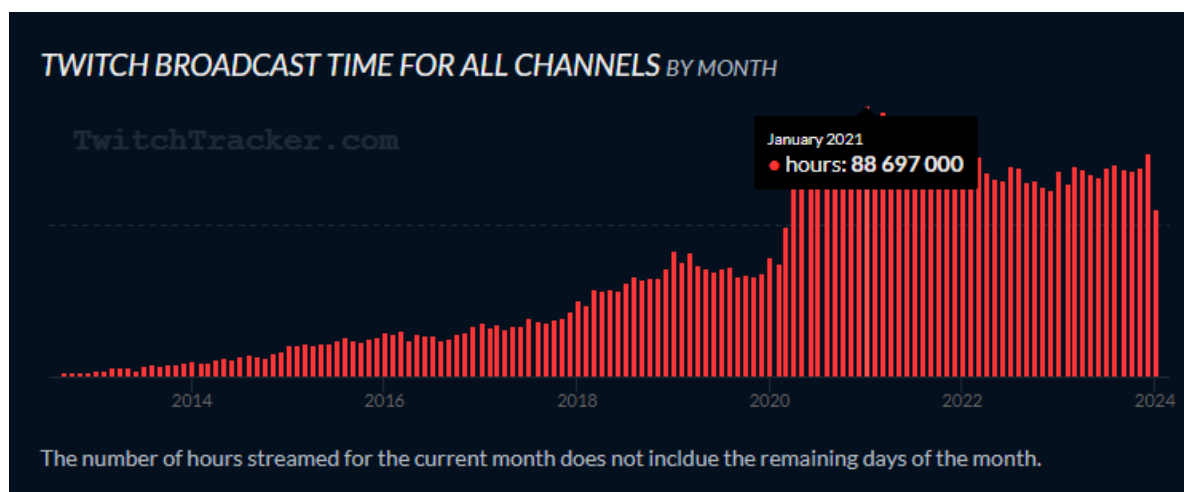 TWITCH BROADCAST TIME FOR ALL CHANNELS BY MONTH
TwitchTracker.com
January 2021
hours: 88 697 000
2014 2016 2018 2020 2022 2024
The number of hours streamed for the current month does not incldue the remaining days of the month.